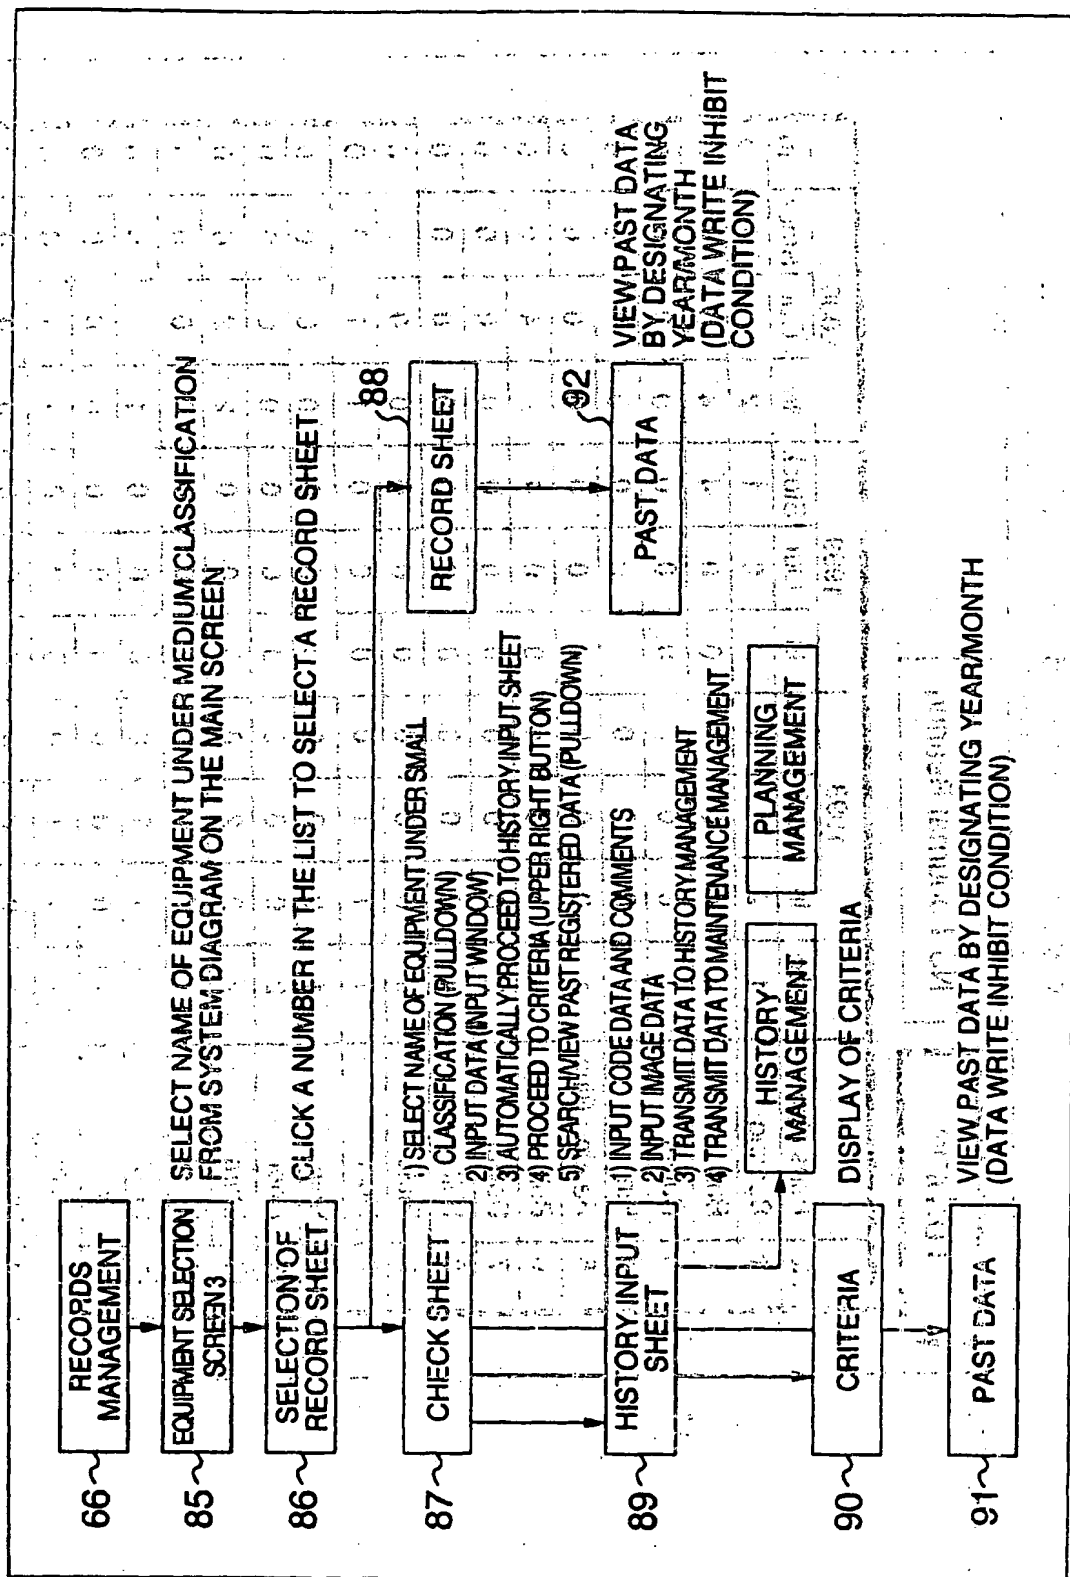 66
RECORDS
MANAGEMENT
85
EQUIPMENT SELECTION
SCREEN 3
SELECT NAME OF EQUIPMENT UNDER MEDIUM CLASSIFICATION
FROM SYSTEM DIAGRAM ON THE MAIN SCREEN
86
SELECTION OF
RECORD SHEET
CLICK A NUMBER IN THE LIST TO SELECT A RECORD SHEET
87
CHECK SHEET
1) SELECT NAME OF EQUIPMENT UNDER SMALL
CLASSIFICATION (PULLDOWN)
2) INPUT DATA (INPUT WINDOW)
3) AUTOMATICALLY PROCEED TO HISTORY INPUT SHEET
4) PROCEED TO CRITERIA (UPPER RIGHT BUTTON)
5) SEARCH/VIEW PAST REGISTERED DATA (PULLDOWN)
88
RECORD SHEET
89
HISTORY INPUT
SHEET
1) INPUT CODE DATA AND COMMENTS
2) INPUT IMAGE DATA
3) TRANSMIT DATA TO HISTORY MANAGEMENT
4) TRANSMIT DATA TO MAINTENANCE MANAGEMENT
92
PAST DATA
VIEW PAST DATA
BY DESIGNATING
YEAR/MONTH
(DATA WRITE INHIBIT
CONDITION)
HISTORY
MANAGEMENT
PLANNING
MANAGEMENT
90
CRITERIA
DISPLAY OF CRITERIA
91
PAST DATA
VIEW PAST DATA BY DESIGNATING YEAR/MONTH
(DATA WRITE INHIBIT CONDITION)